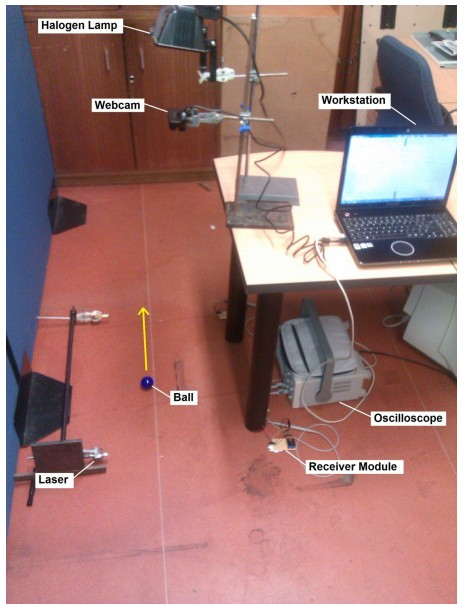 Halogen Lamp
Webcam
Workstation
Ball
Oscilloscope
Receiver Module
Laser